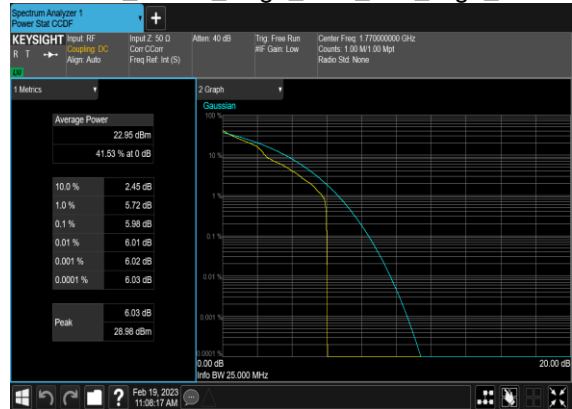 Spectrum Analyzer 1
Power Stat CCDF
+
KEYSIGHT
R T
LW
Input: RF
Coupling: DC
Align: Auto
Input Z: 50 Ω
Corr CCorr
Freq Ref: Int (S)
Atten: 40 dB
Trig: Free Run
#IF Gain: Low
Center Freq: 1.770000000 GHz
Counts: 1.00 M/1.00 Mpt
Radio Std: None
1 Metrics
Average Power
22.95 dBm
41.53 % at 0 dB
10.0 % 2.45 dB
1.0 % 5.72 dB
0.1 % 5.98 dB
0.01 % 6.01 dB
0.001 % 6.02 dB
0.0001 % 6.03 dB
Peak 6.03 dB
28.98 dBm
2 Graph
Gaussian
100 %
10 %
1 %
0.1 %
0.01 %
0.001 %
0.0001 %
0.00 dB 20.00 dB
Info BW 25.000 MHz
? Feb 19, 2023
11:08:17 AM